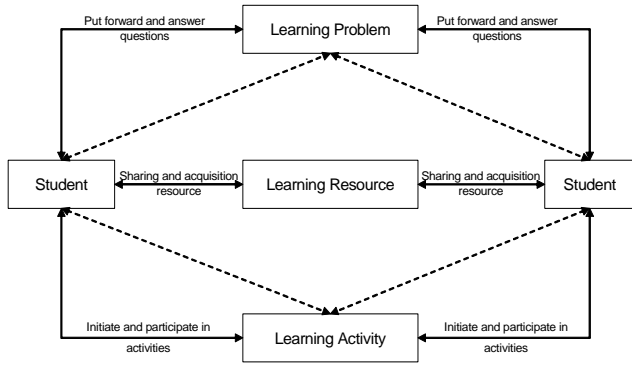 Put forward and answer
questions
Learning Problem
Put forward and answer
questions
Student
Sharing and acquisition
resource
Learning Resource
Sharing and acquisition
resource
Student
Initiate and participate in
activities
Learning Activity
Initiate and participate in
activities